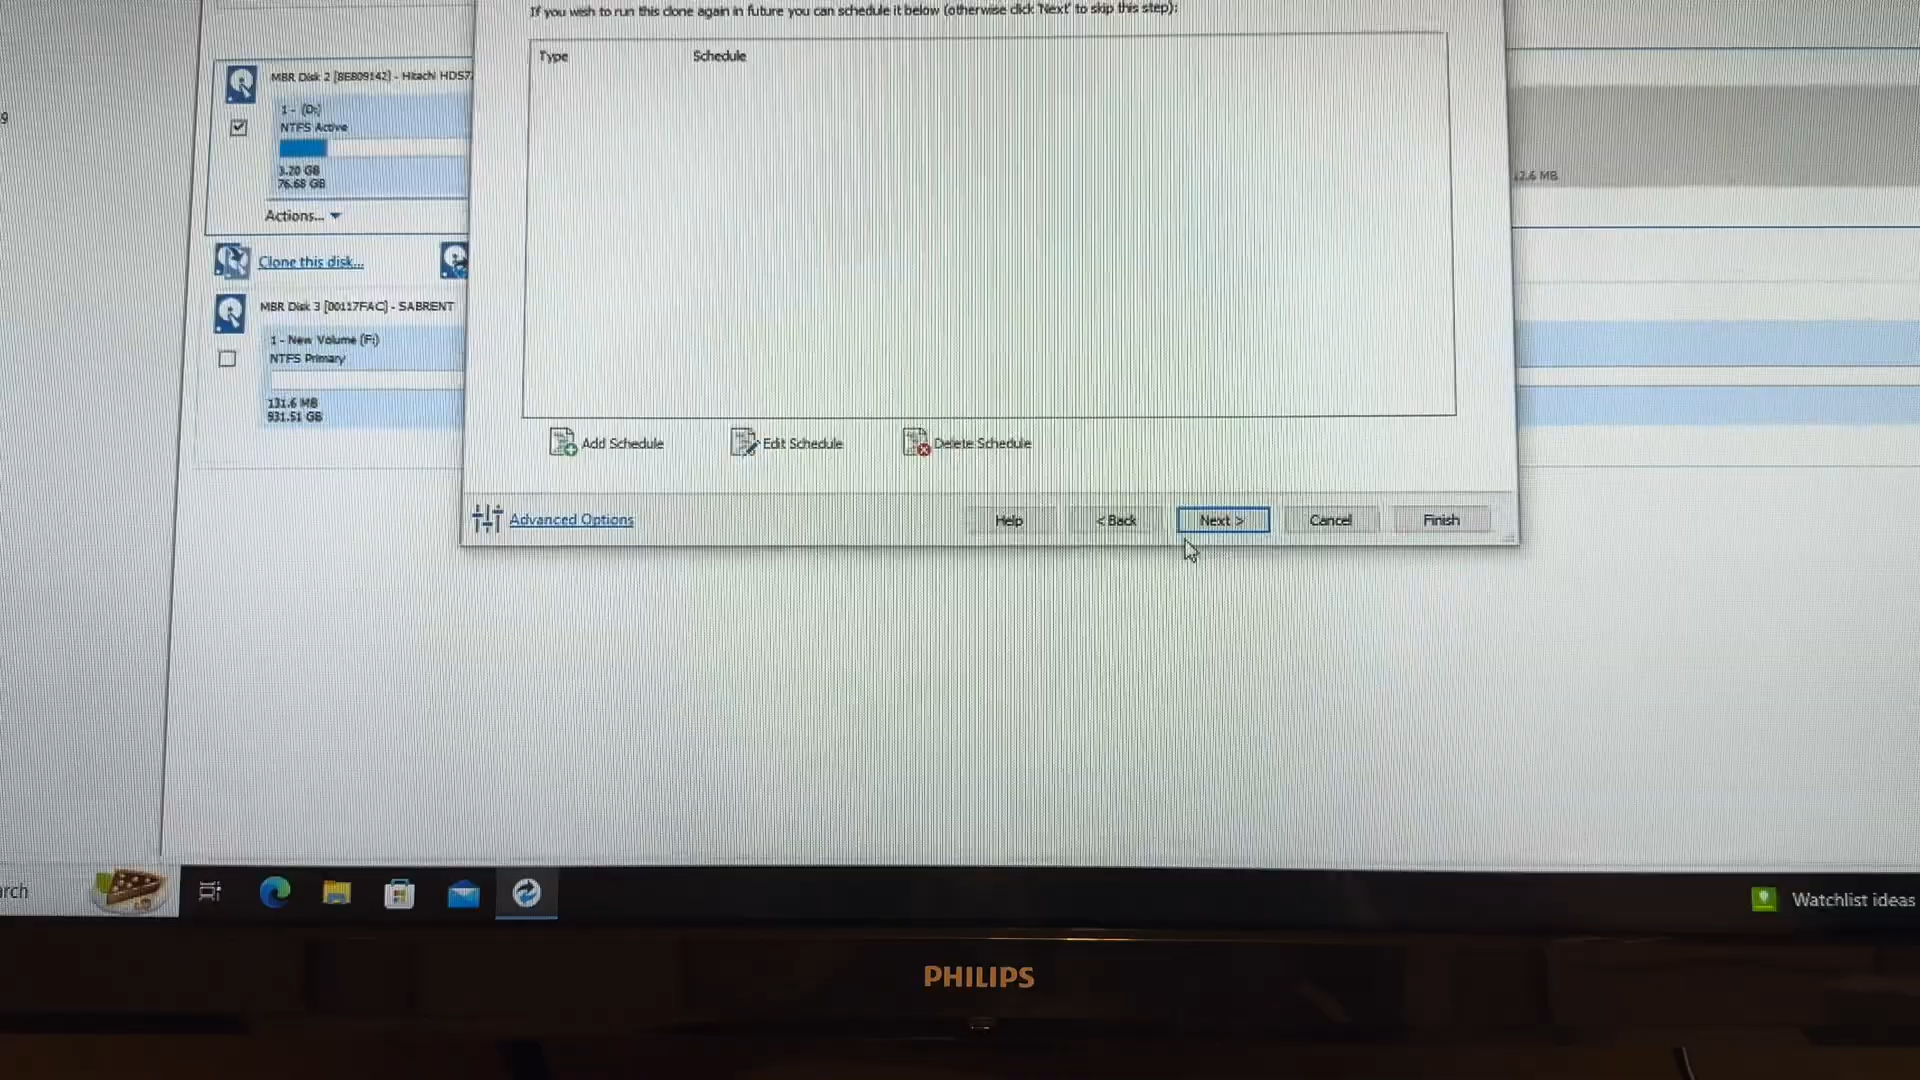 If you wish to run this clone again in future you can schedule it below (otherwise click 'Next' to skip this step):
Type Schedule
MBR Disk 2 [8E809142] - Hitachi HDS7
1 - (D:)
NTFS Active
3.20 GB
76.68 GB
Actions...
Clone this disk...
MBR Disk 3 [00117FAC] - SABRENT
1 - New Volume (F:)
NTFS Primary
131.6 MB
931.51 GB
9
2.6 MB
Add Schedule Edit Schedule Delete Schedule
Advanced Options Help < Back Next > Cancel Finish
arch
Watchlist ideas
PHILIPS